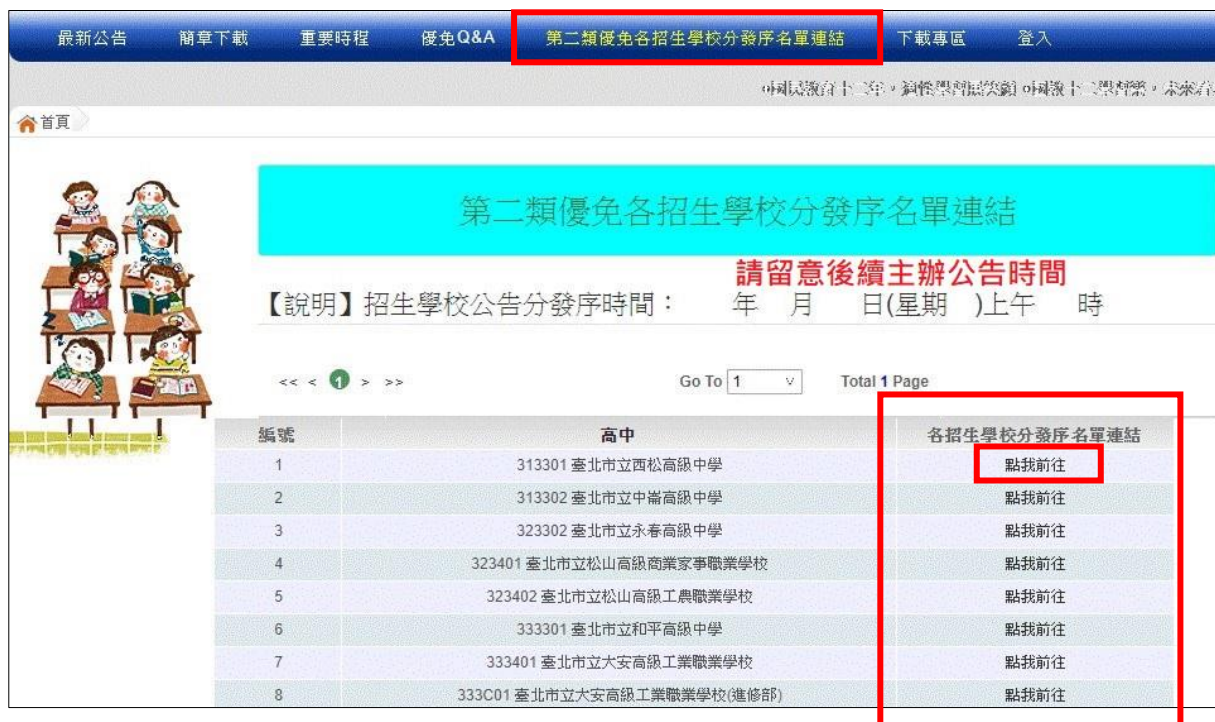 最新公告 簡章下載 重要時程 優免Q&A 第二類優免各招生學校分發序名單連結 下載專區 登入
首頁
第二類優免各招生學校分發序名單連結
請留意後續主辦公告時間
【說明】招生學校公告分發序時間： 年 月 日(星期 )上午 時
<< < 1 > >> Go To 1 Total 1 Page
編號 高中 各招生學校分發序名單連結
1 313301 臺北市立西松高級中學 點我前往
2 313302 臺北市立中崙高級中學 點我前往
3 323302 臺北市立永春高級中學 點我前往
4 323401 臺北市立松山高級商業家事職業學校 點我前往
5 323402 臺北市立松山高級工農職業學校 點我前往
6 333301 臺北市立和平高級中學 點我前往
7 333401 臺北市立大安高級工業職業學校 點我前往
8 333C01 臺北市立大安高級工業職業學校(進修部) 點我前往